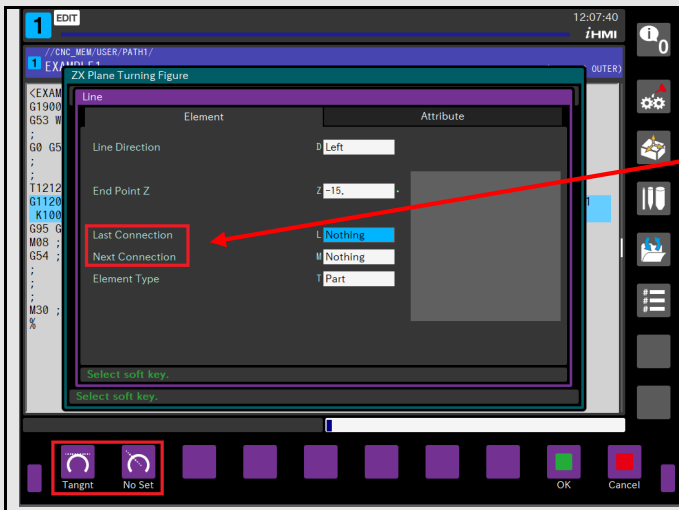 1 EDIT 12:07:40
iHMI
0
//CNC_MEM/USER/PATH1/
1 EXAMPLE1 OUTER)
ZX Plane Turning Figure
<EXAM
Line
G1900
Element Attribute
G53 W
;
G0 G5
Line Direction D Left
;
;
T1212
End Point Z Z -15.
G1120 1
K100
G95 G
Last Connection L Nothing
M08 ;
G54 ;
Next Connection M Nothing
;
Element Type T Part
;
;
M30 ;
%
Select soft key.
Select soft key.
Tangnt No Set OK Cancel